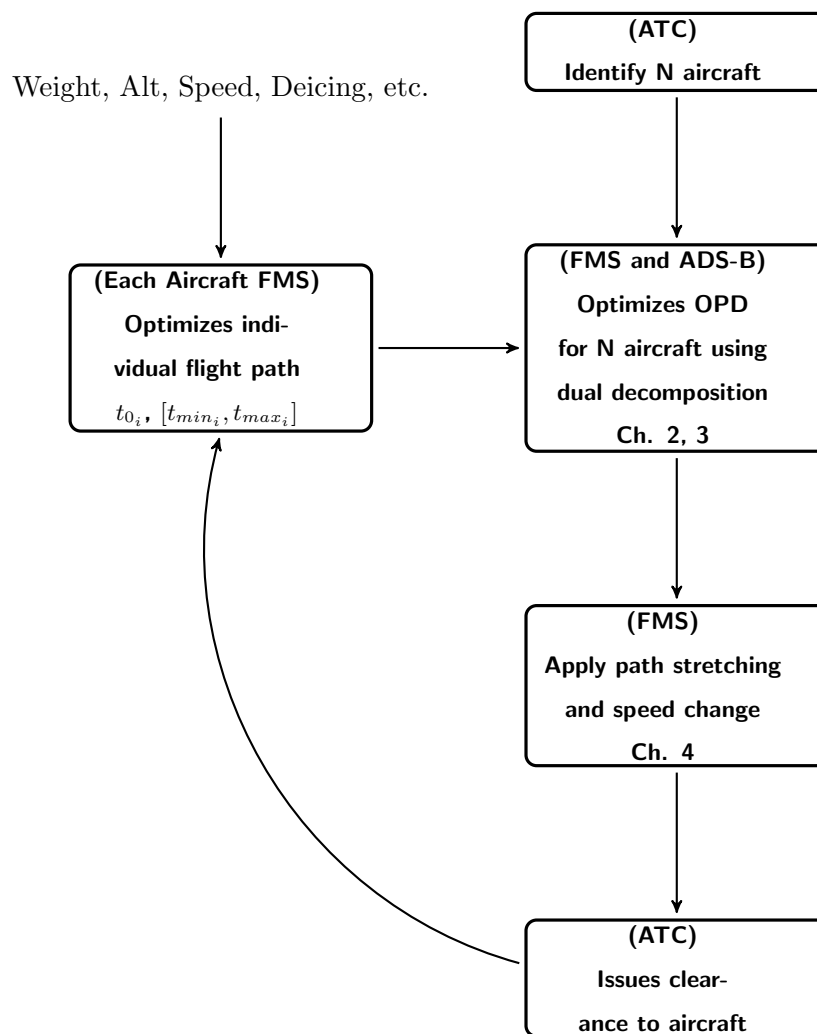 (ATC)
Identify N aircraft
Weight, Alt, Speed, Deicing, etc.
(Each Aircraft FMS)
Optimizes indi-
vidual flight path
$t_{0_i}$, $[t_{min_i}, t_{max_i}]$
(FMS and ADS-B)
Optimizes OPD
for N aircraft using
dual decomposition
Ch. 2, 3
(FMS)
Apply path stretching
and speed change
Ch. 4
(ATC)
Issues clear-
ance to aircraft